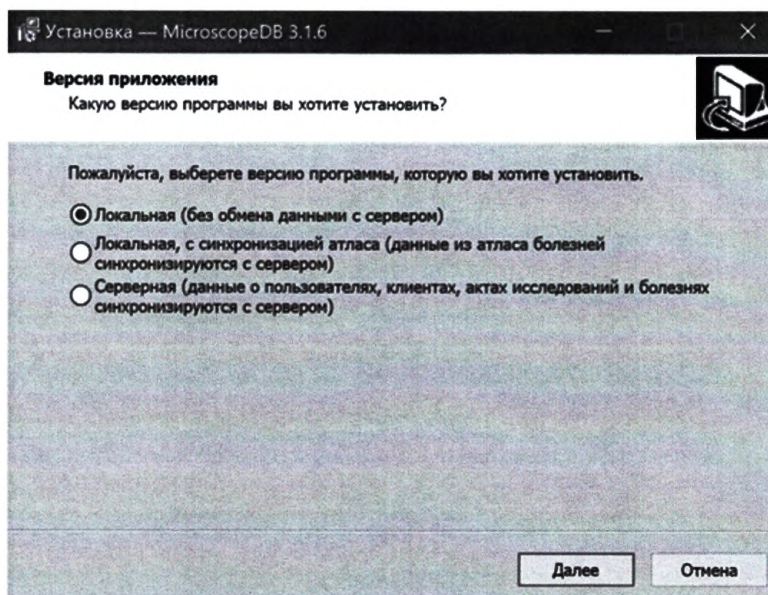 Установка — MicroscopeDB 3.1.6
Версия приложения
Какую версию программы вы хотите установить?
Пожалуйста, выберете версию программы, которую вы хотите установить.
Локальная (без обмена данными с сервером)
Локальная, с синхронизацией атласа (данные из атласа болезней
синхронизируются с сервером)
Серверная (данные о пользователях, клиентах, актах исследований и болезнях
синхронизируются с сервером)
Далее
Отмена